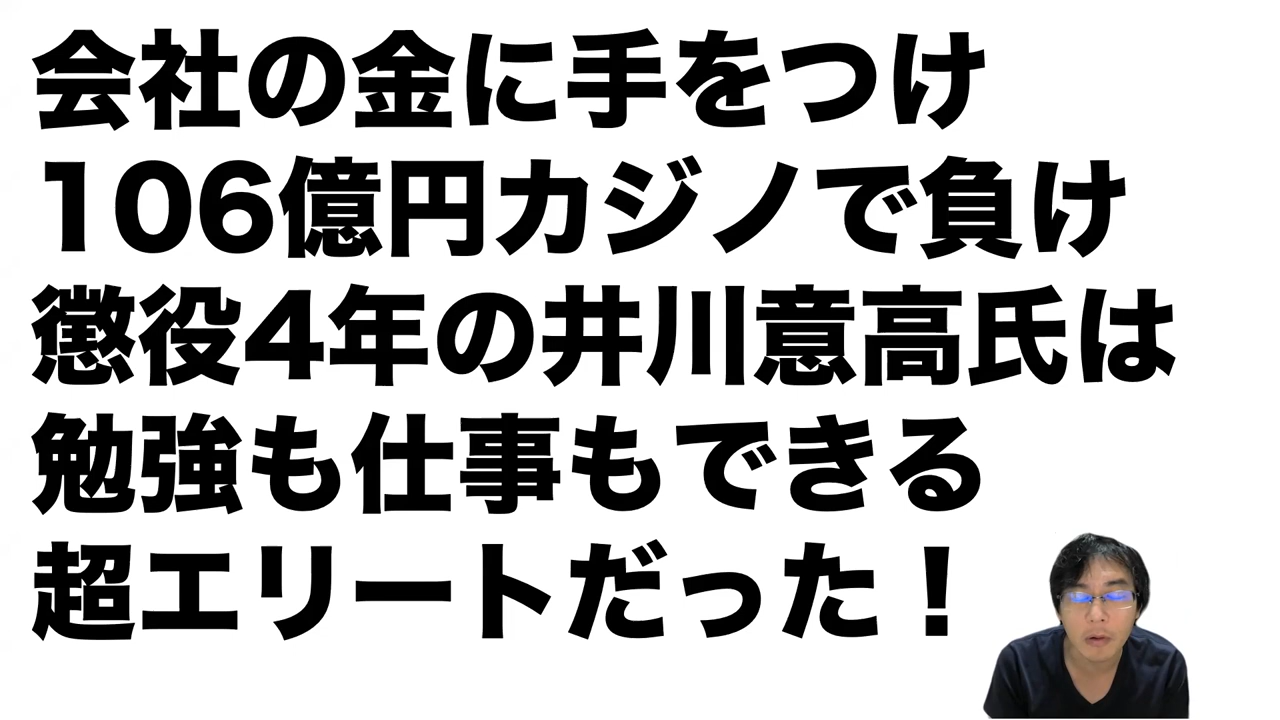 会社の金に手をつけ
106億円カジノで負け
懲役4年の井川意高氏は
勉強も仕事もできる
超エリートだった！